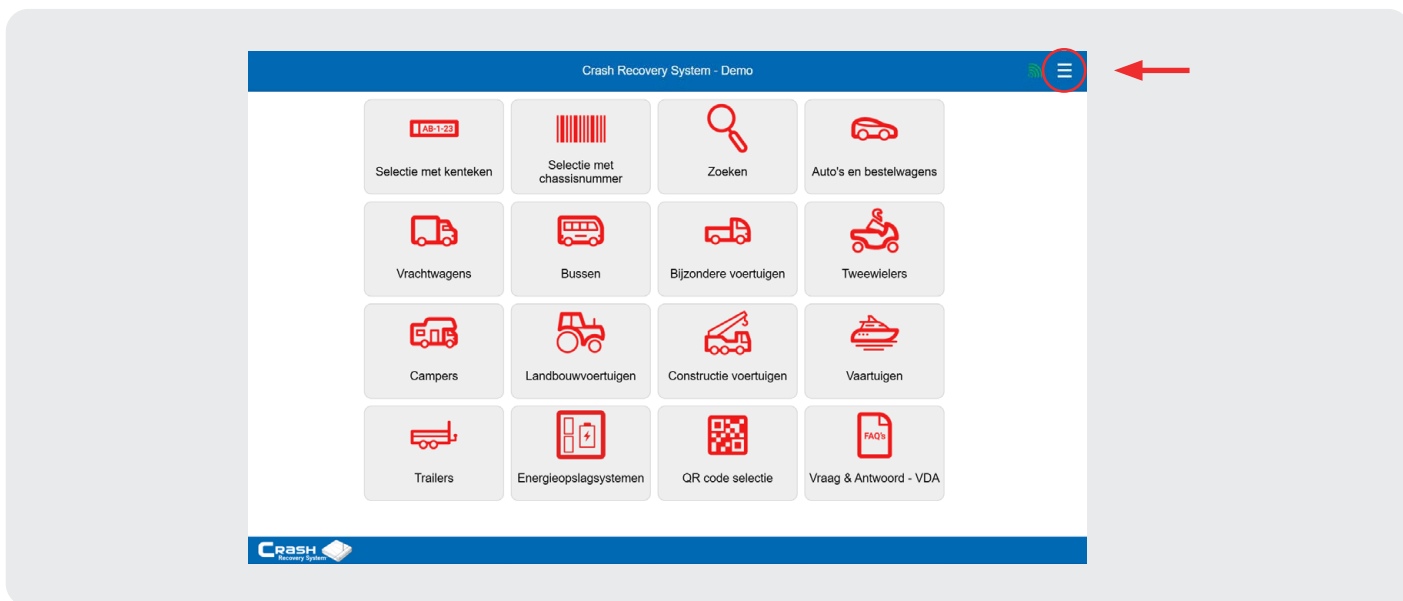 Crash Recovery System - Demo
AB-1-23
Selectie met kenteken
Selectie met
chassisnummer
Zoeken
Auto's en bestelwagens
Vrachtwagens
Bussen
Bijzondere voertuigen
Tweewielers
Campers
Landbouwvoertuigen
Constructie voertuigen
Vaartuigen
Trailers
Energieopslagsystemen
QR code selectie
FAQ's
Vraag & Antwoord - VDA
CRASH
Recovery System